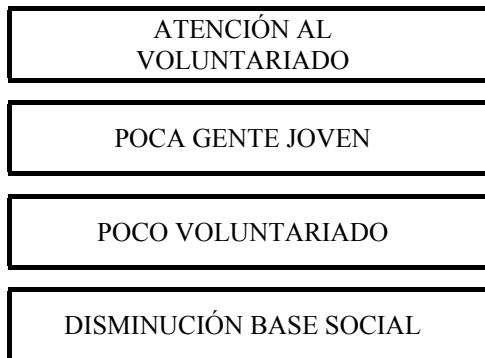 ATENCIÓN AL
VOLUNTARIADO
POCA GENTE JOVEN
POCO VOLUNTARIADO
DISMINUCIÓN BASE SOCIAL